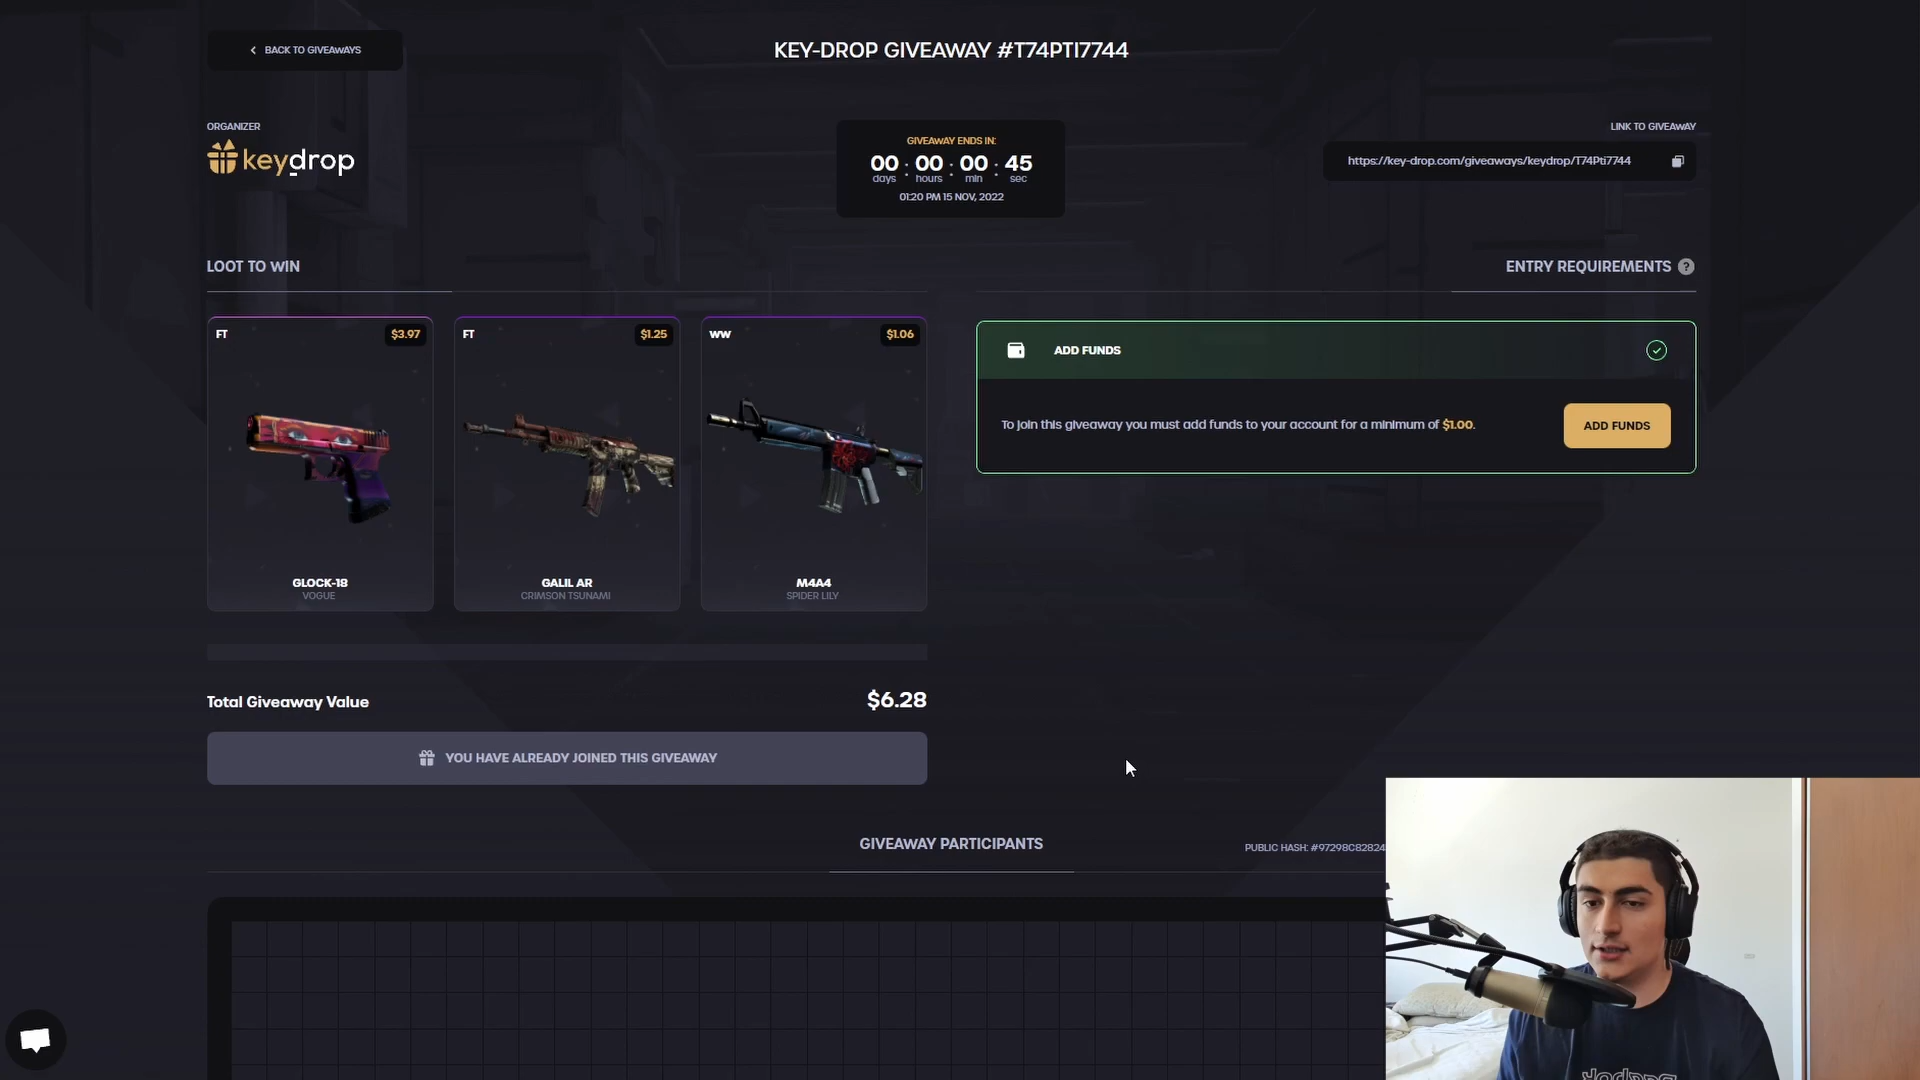 BACK TO GIVEAWAYS
KEY-DROP GIVEAWAY #T74PTI7744
ORGANIZER
keydrop
GIVEAWAY ENDS IN:
00 : 00 : 00 : 45
days hours min sec
01:20 PM 15 NOV, 2022
LINK TO GIVEAWAY
https://key-drop.com/giveaways/keydrop/T74Pti7744
LOOT TO WIN
ENTRY REQUIREMENTS ?
FT $3.97
GLOCK-18
VOGUE
FT $1.25
GALIL AR
CRIMSON TSUNAMI
WW $1.06
M4A4
SPIDER LILY
ADD FUNDS
To join this giveaway you must add funds to your account for a minimum of $1.00.
ADD FUNDS
Total Giveaway Value $6.28
YOU HAVE ALREADY JOINED THIS GIVEAWAY
GIVEAWAY PARTICIPANTS
PUBLIC HASH: #97298C82824